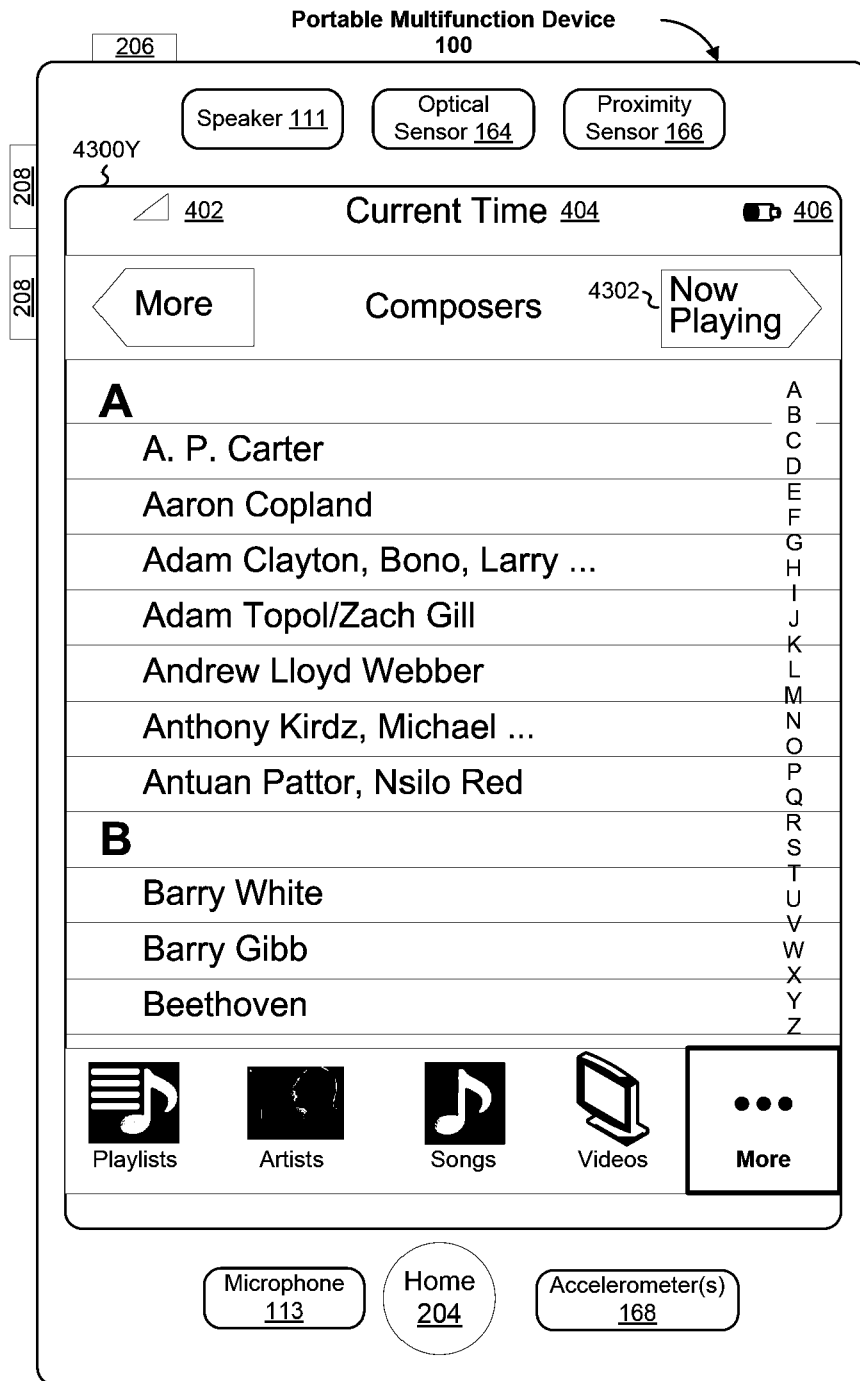 Portable Multifunction Device
100
206
Speaker 111
Optical
Sensor 164
Proximity
Sensor 166
4300Y
208
208
402
Current Time 404
406
More
Composers
4302
Now
Playing
A
A. P. Carter
Aaron Copland
Adam Clayton, Bono, Larry ...
Adam Topol/Zach Gill
Andrew Lloyd Webber
Anthony Kirdz, Michael ...
Antuan Pattor, Nsilo Red
B
Barry White
Barry Gibb
Beethoven
A
B
C
D
E
F
G
H
I
J
K
L
M
N
O
P
Q
R
S
T
U
V
W
X
Y
Z
Playlists
Artists
Songs
Videos
More
Microphone
113
Home
204
Accelerometer(s)
168